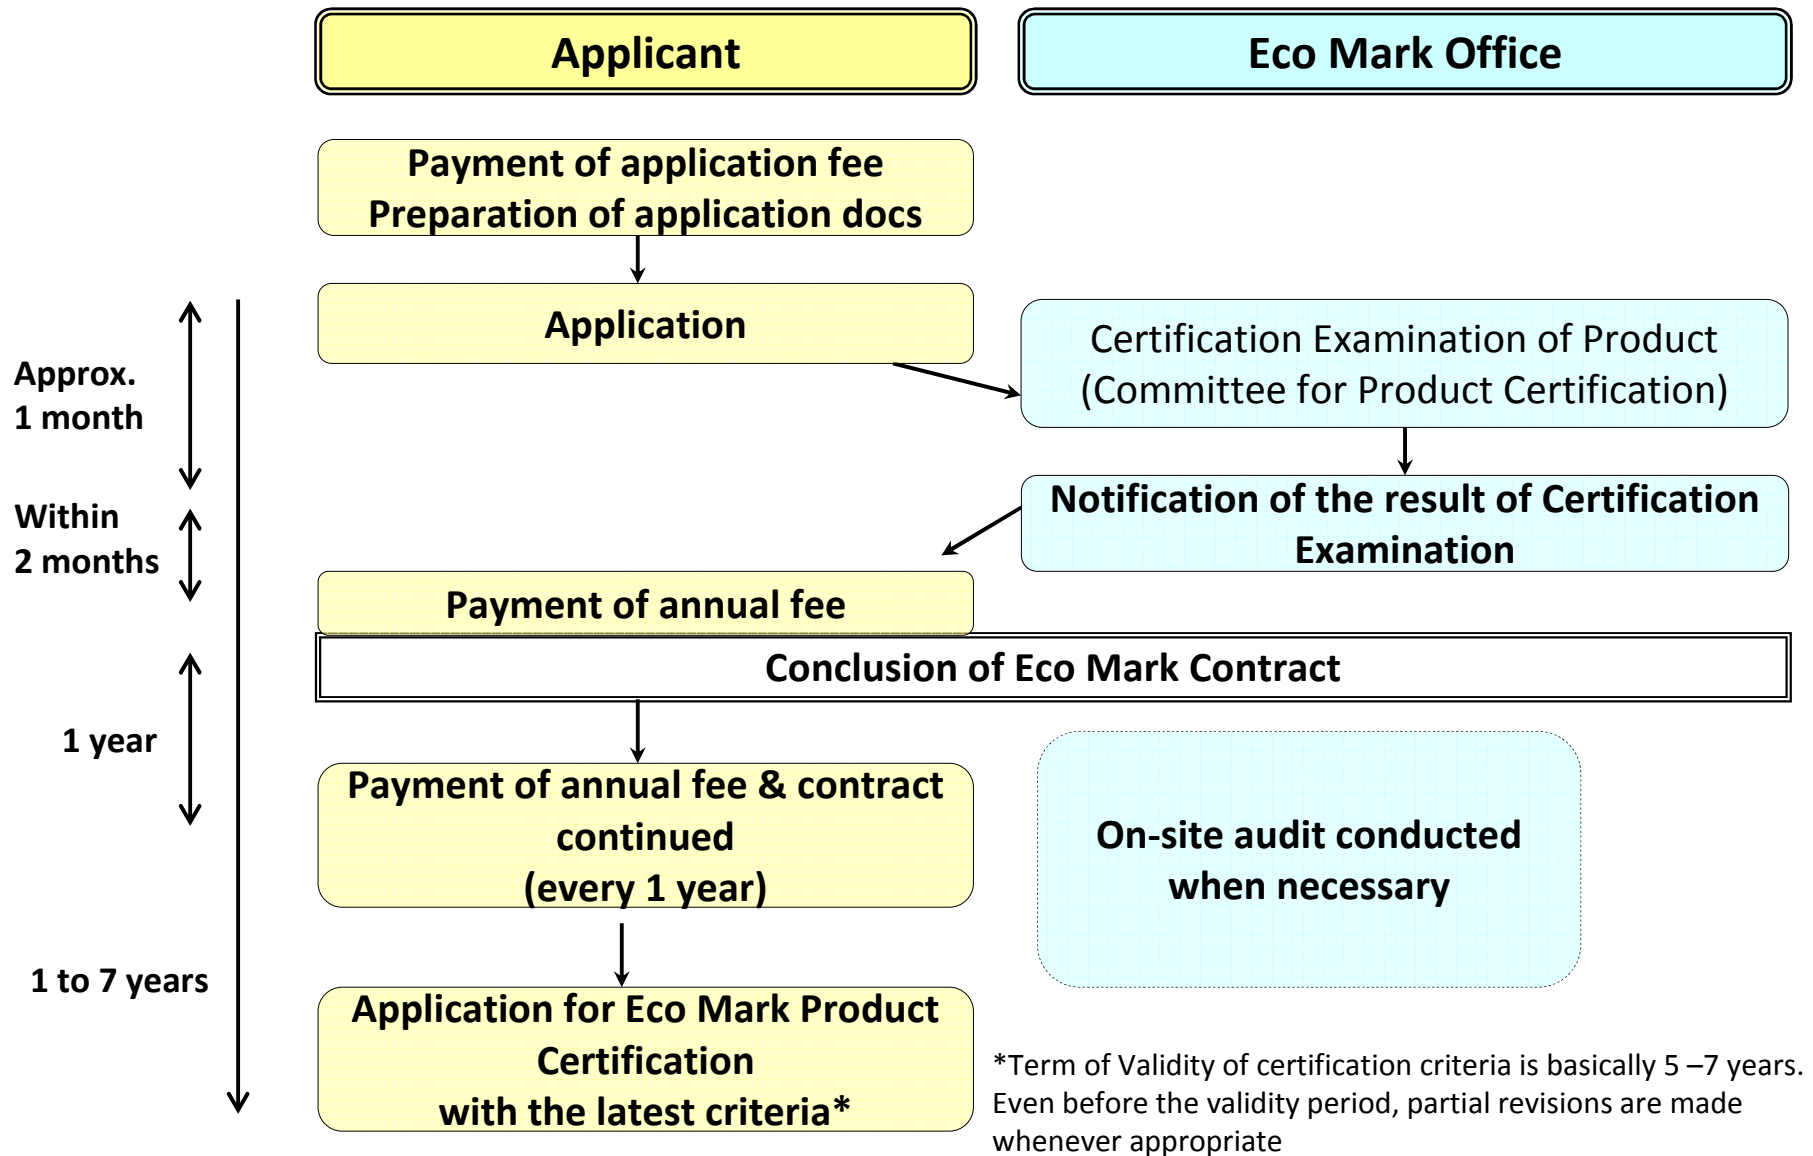 Applicant
Eco Mark Office
Payment of application fee
Preparation of application docs
Application
Certification Examination of Product
(Committee for Product Certification)
Approx.
1 month
Notification of the result of Certification
Examination
Within
2 months
Payment of annual fee
Conclusion of Eco Mark Contract
1 year
Payment of annual fee & contract
continued
(every 1 year)
On-site audit conducted
when necessary
1 to 7 years
Application for Eco Mark Product
Certification
with the latest criteria*
*Term of Validity of certification criteria is basically 5 –7 years.
Even before the validity period, partial revisions are made
whenever appropriate